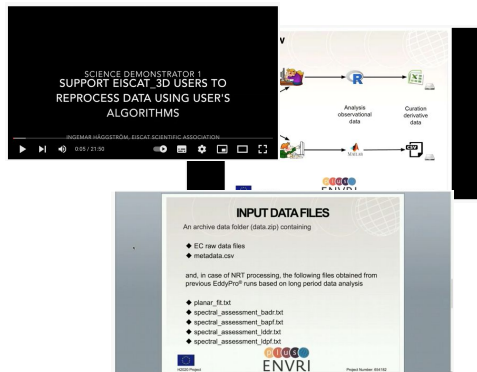 SCIENCE DEMONSTRATOR 1
SUPPORT EISCAT_3D USERS TO
REPROCESS DATA USING USER'S
ALGORITHMS
INGEMAR HÄGGSTRÖM, EISCAT SCIENTIFIC ASSOCIATION
0:05 / 21:50
R
Analysis
observational
data
Curation
derivative
data
MATLAB
CSV
INPUT DATA FILES
An archive data folder (data.zip) containing
◆ EC raw data files
◆ metadata.csv
and, in case of NRT processing, the following files obtained from
previous EddyPro® runs based on long period data analysis
◆ planar_fit.txt
◆ spectral_assessment_badr.txt
◆ spectral_assessment_bapf.txt
◆ spectral_assessment_lddr.txt
◆ spectral_assessment_ldpf.txt
plus
ENVRI
H2020 Project
Project Number: 654182